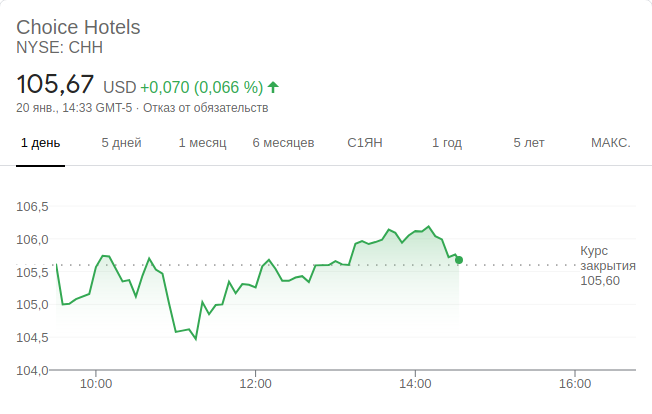 Choice Hotels
NYSE: CHH
105,67 USD +0,070 (0,066 %)
20 янв., 14:33 GMT-5 · Отказ от обязательств
1 день 5 дней 1 месяц 6 месяцев С1ЯН 1 год 5 лет МАКС.
106,5
106,0
Курс
закрытия
105,60
105,5
105,0
104,5
104,0
10:00 12:00 14:00 16:00